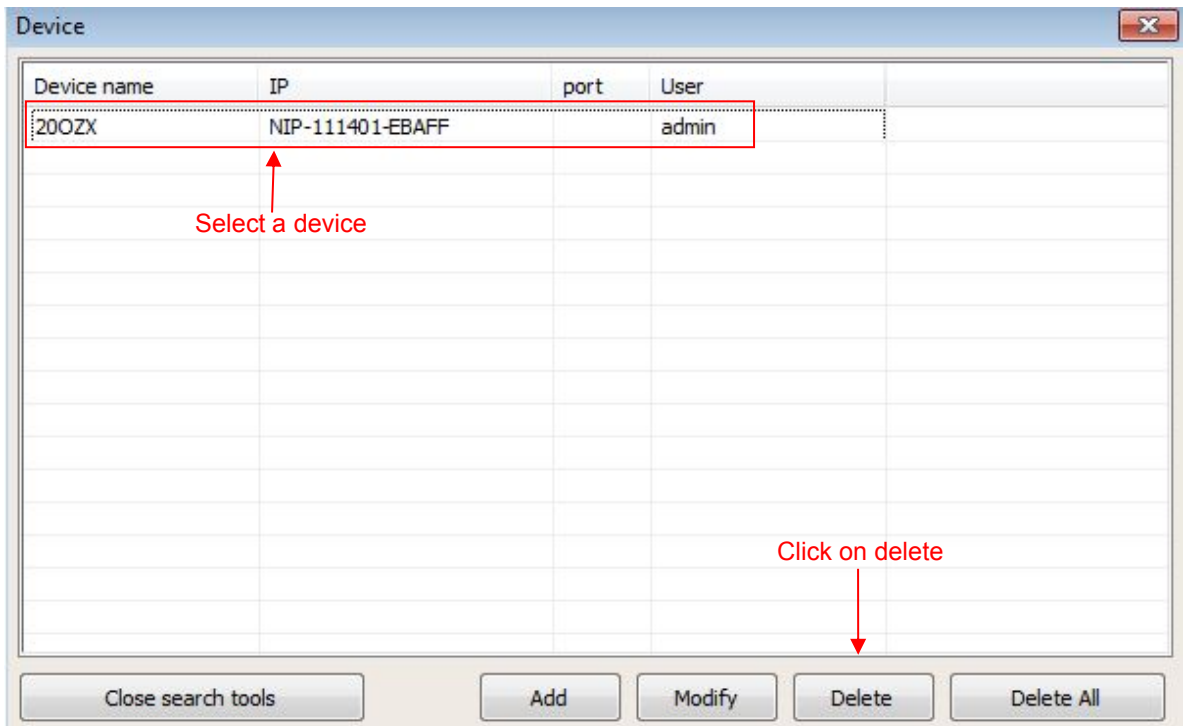 Device
Device name IP port User
20OZX NIP-111401-EBAFF admin
Select a device
Click on delete
Close search tools Add Modify Delete Delete All